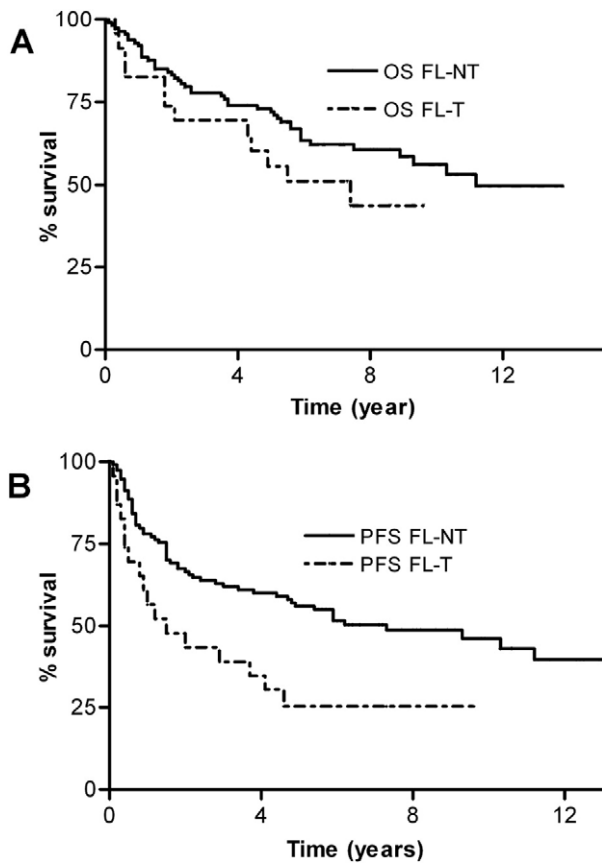 A
% survival
100
75
50
25
0
OS FL-NT
OS FL-T
0
4
8
12
Time (year)
B
% survival
100
75
50
25
0
PFS FL-NT
PFS FL-T
0
4
8
12
Time (years)